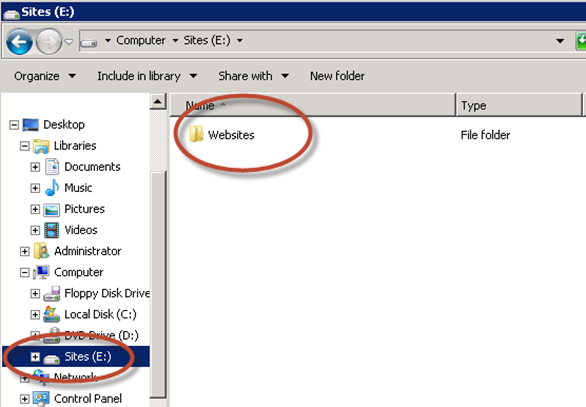 Sites (E:)
Computer Sites (E:)
Organize Include in library Share with New folder
Name Type
Websites File folder
Desktop
Libraries
Documents
Music
Pictures
Videos
Administrator
Computer
Floppy Disk Drive
Local Disk (C:)
DVD Drive (D:)
Sites (E:)
Network
Control Panel